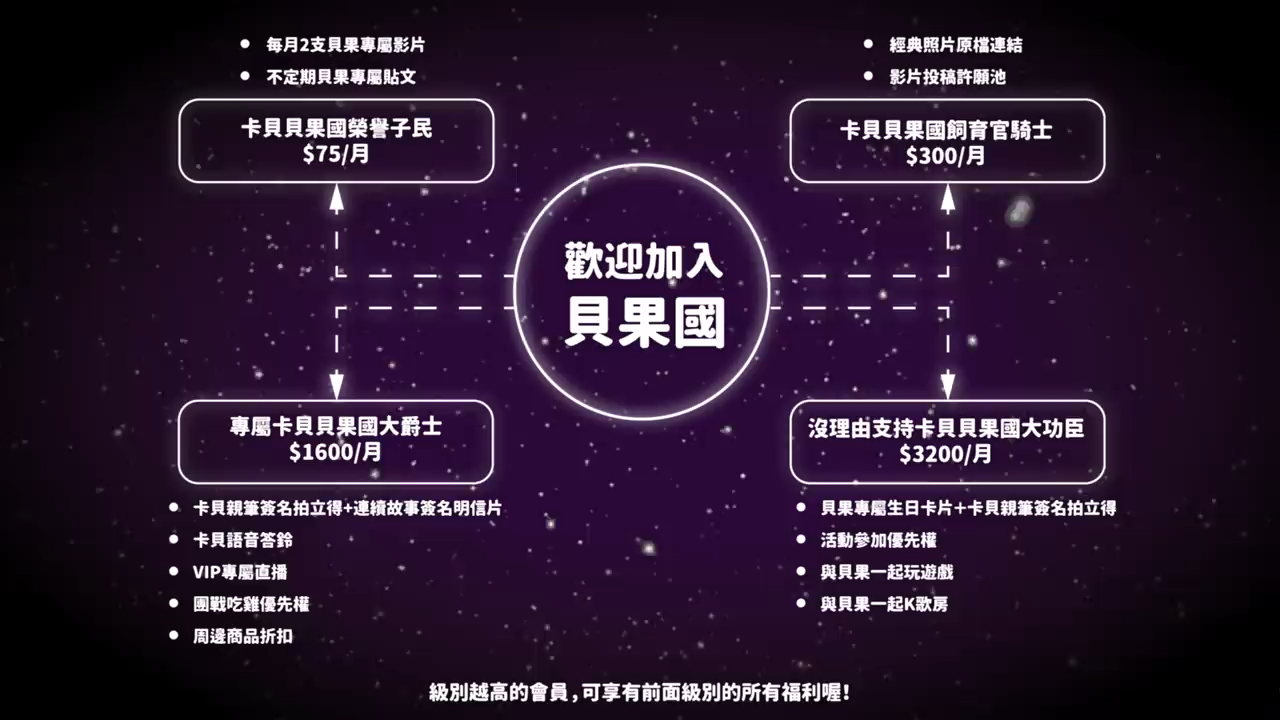 每月2支貝果專屬影片
不定期貝果專屬貼文
卡貝貝果國榮譽子民
$75/月
經典照片原檔連結
影片投稿許願池
卡貝貝果國飼育官騎士
$300/月
歡迎加入
貝果國
專屬卡貝貝果國大爵士
$1600/月
卡貝親筆簽名拍立得+連續故事簽名明信片
卡貝語音答鈴
VIP專屬直播
團戰吃雞優先權
周邊商品折扣
沒理由支持卡貝貝果國大功臣
$3200/月
貝果專屬生日卡片+卡貝親筆簽名拍立得
活動參加優先權
與貝果一起玩遊戲
與貝果一起K歌房
級別越高的會員,可享有前面級別的所有福利喔!